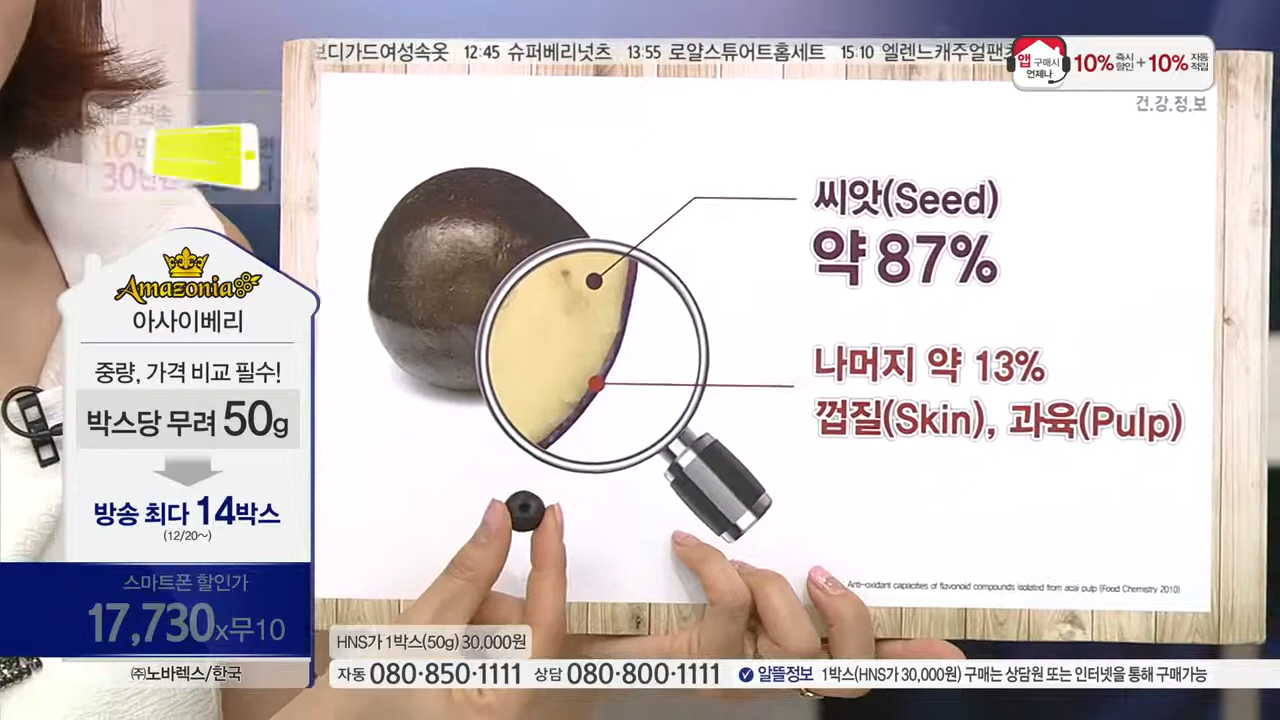 보디가드여성속옷 12:45 슈퍼베리넛츠 13:55 로얄스튜어트홈세트 15:10 엘렌느캐주얼팬츠
앱 구매시
언제나
10% 즉시 할인 + 10% 자동 적립
건.강.정.보
연속
10
30만원
씨앗(Seed)
약 87%
나머지 약 13%
껍질(Skin), 과육(Pulp)
Anti-oxidant capacities of flavonoid compounds isolated from acai pulp (Food Chemistry 2010)
Amazonia
아사이베리
중량, 가격 비교 필수!
박스당 무려 50g
방송 최다 14박스
(12/20~)
스마트폰 할인가
17,730x무10
㈜노바렉스/한국
HNS가 1박스(50g) 30,000원
자동 080·850·1111 상담 080·800·1111 알뜰정보 1박스(HNS가 30,000원) 구매는 상담원 또는 인터넷을 통해 구매가능